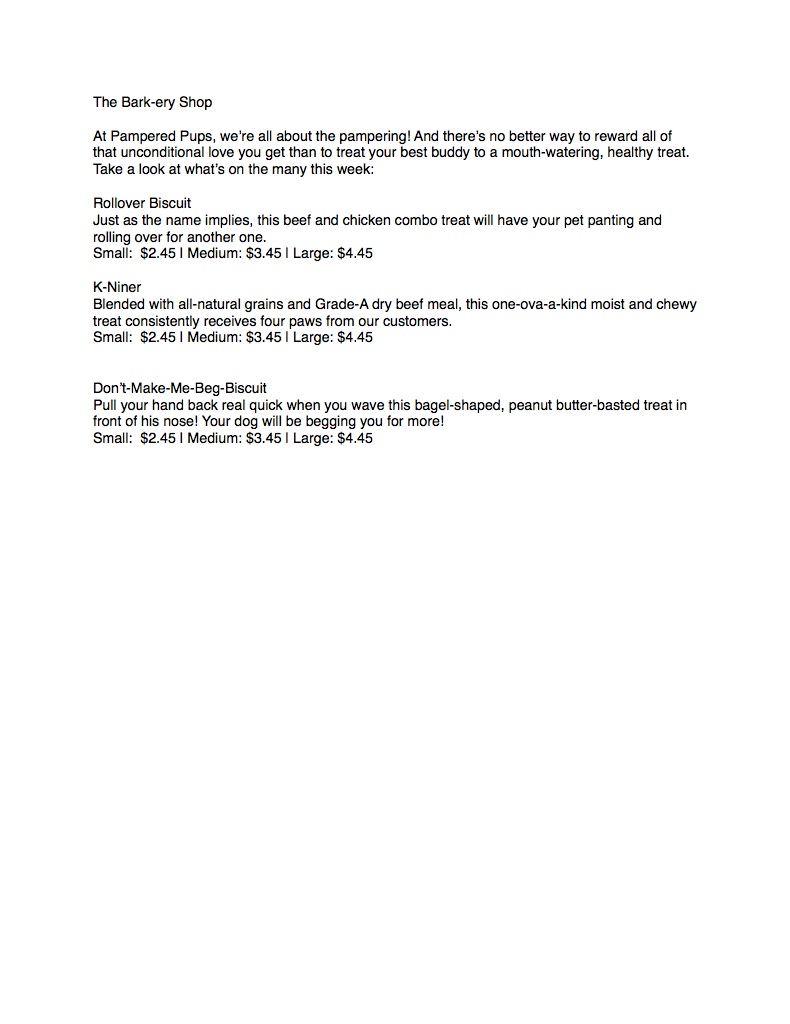 The Bark-ery Shop
At Pampered Pups, we're all about the pampering! And there's no better way to reward all of
that unconditional love you get than to treat your best buddy to a mouth-watering, healthy treat.
Take a look at what's on the many this week:
Rollover Biscuit
Just as the name implies, this beef and chicken combo treat will have your pet panting and
rolling over for another one.
Small:  $2.45 | Medium: $3.45 | Large: $4.45
K-Niner
Blended with all-natural grains and Grade-A dry beef meal, this one-ova-a-kind moist and chewy
treat consistently receives four paws from our customers.
Small:  $2.45 | Medium: $3.45 | Large: $4.45
Don't-Make-Me-Beg-Biscuit
Pull your hand back real quick when you wave this bagel-shaped, peanut butter-basted treat in
front of his nose! Your dog will be begging you for more!
Small:  $2.45 | Medium: $3.45 | Large: $4.45